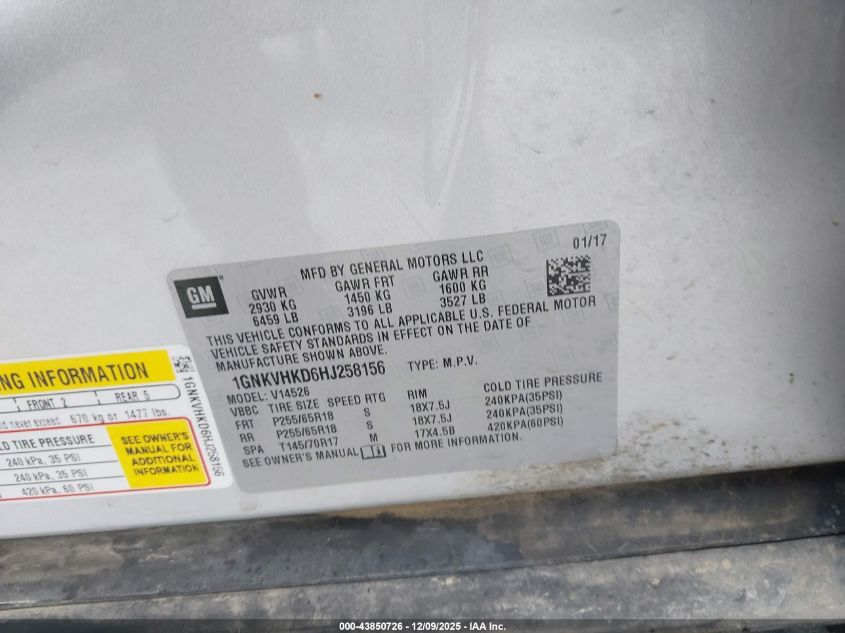 01/17
MFD BY GENERAL MOTORS LLC
GM
GVWR GAWR FRT GAWR RR
2930 KG 1450 KG 1600 KG
6459 LB 3196 LB 3527 LB
THIS VEHICLE CONFORMS TO ALL APPLICABLE U.S. FEDERAL MOTOR
VEHICLE SAFETY STANDARDS IN EFFECT ON THE DATE OF
MANUFACTURE SHOWN ABOVE.
1GNKVHKD6HJ258156 TYPE: M.P.V.
MODEL: V14526
VBBC TIRE SIZE SPEED RTG RIM COLD TIRE PRESSURE
FRT P255/65R18 S 18X7.5J 240KPA(35PSI)
RR P255/65R18 S 18X7.5J 240KPA(35PSI)
SPA T145/70R17 M 17X4.5B 420KPA(60PSI)
SEE OWNER'S MANUAL FOR MORE INFORMATION
NG INFORMATION
FRONT 2 REAR 5
never exceed 670 kg or 1477 lbs.
OLD TIRE PRESSURE
240 kPa, 35 PSI
240 kPa, 35 PSI
420 kPa, 60 PSI
SEE OWNER'S
MANUAL FOR
ADDITIONAL
INFORMATION
1GNKVHKD6HJ258156
000-43850726 - 12/09/2025 - IAA Inc.